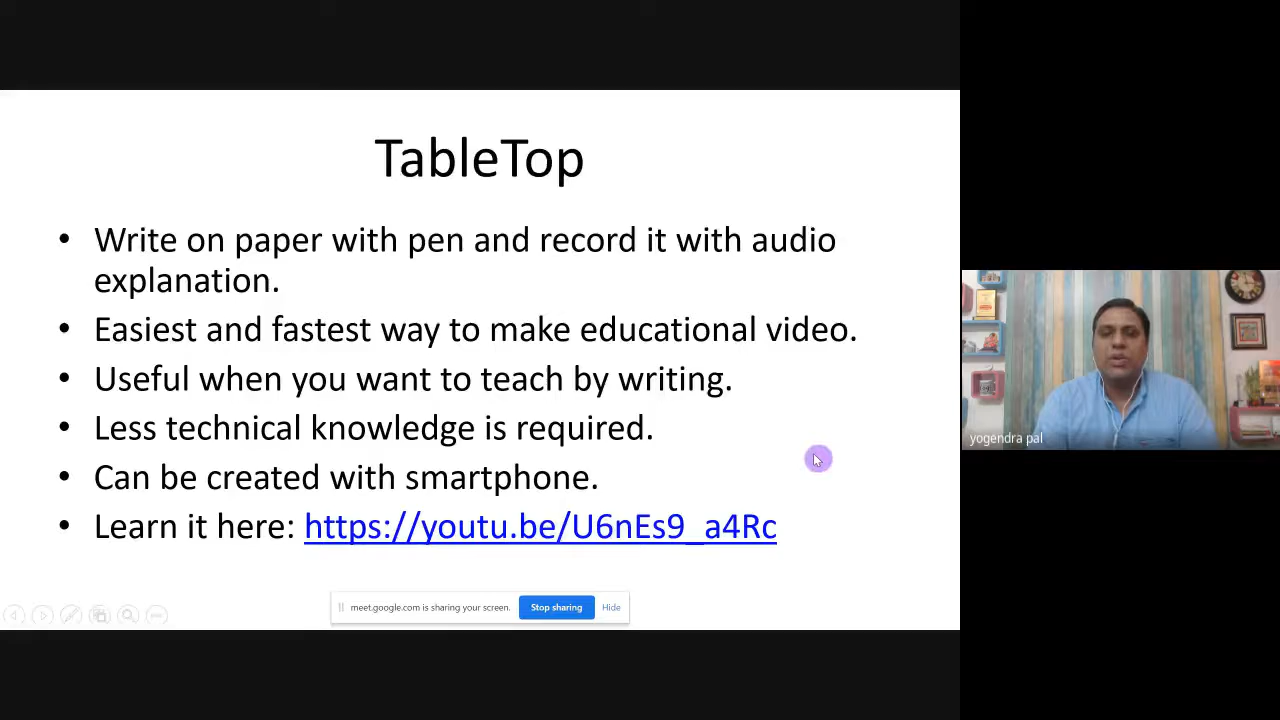 TableTop
• Write on paper with pen and record it with audio
explanation.
• Easiest and fastest way to make educational video.
• Useful when you want to teach by writing.
• Less technical knowledge is required.
• Can be created with smartphone.
• Learn it here: https://youtu.be/U6nEs9_a4Rc
meet.google.com is sharing your screen. Stop sharing Hide
yogendra pal